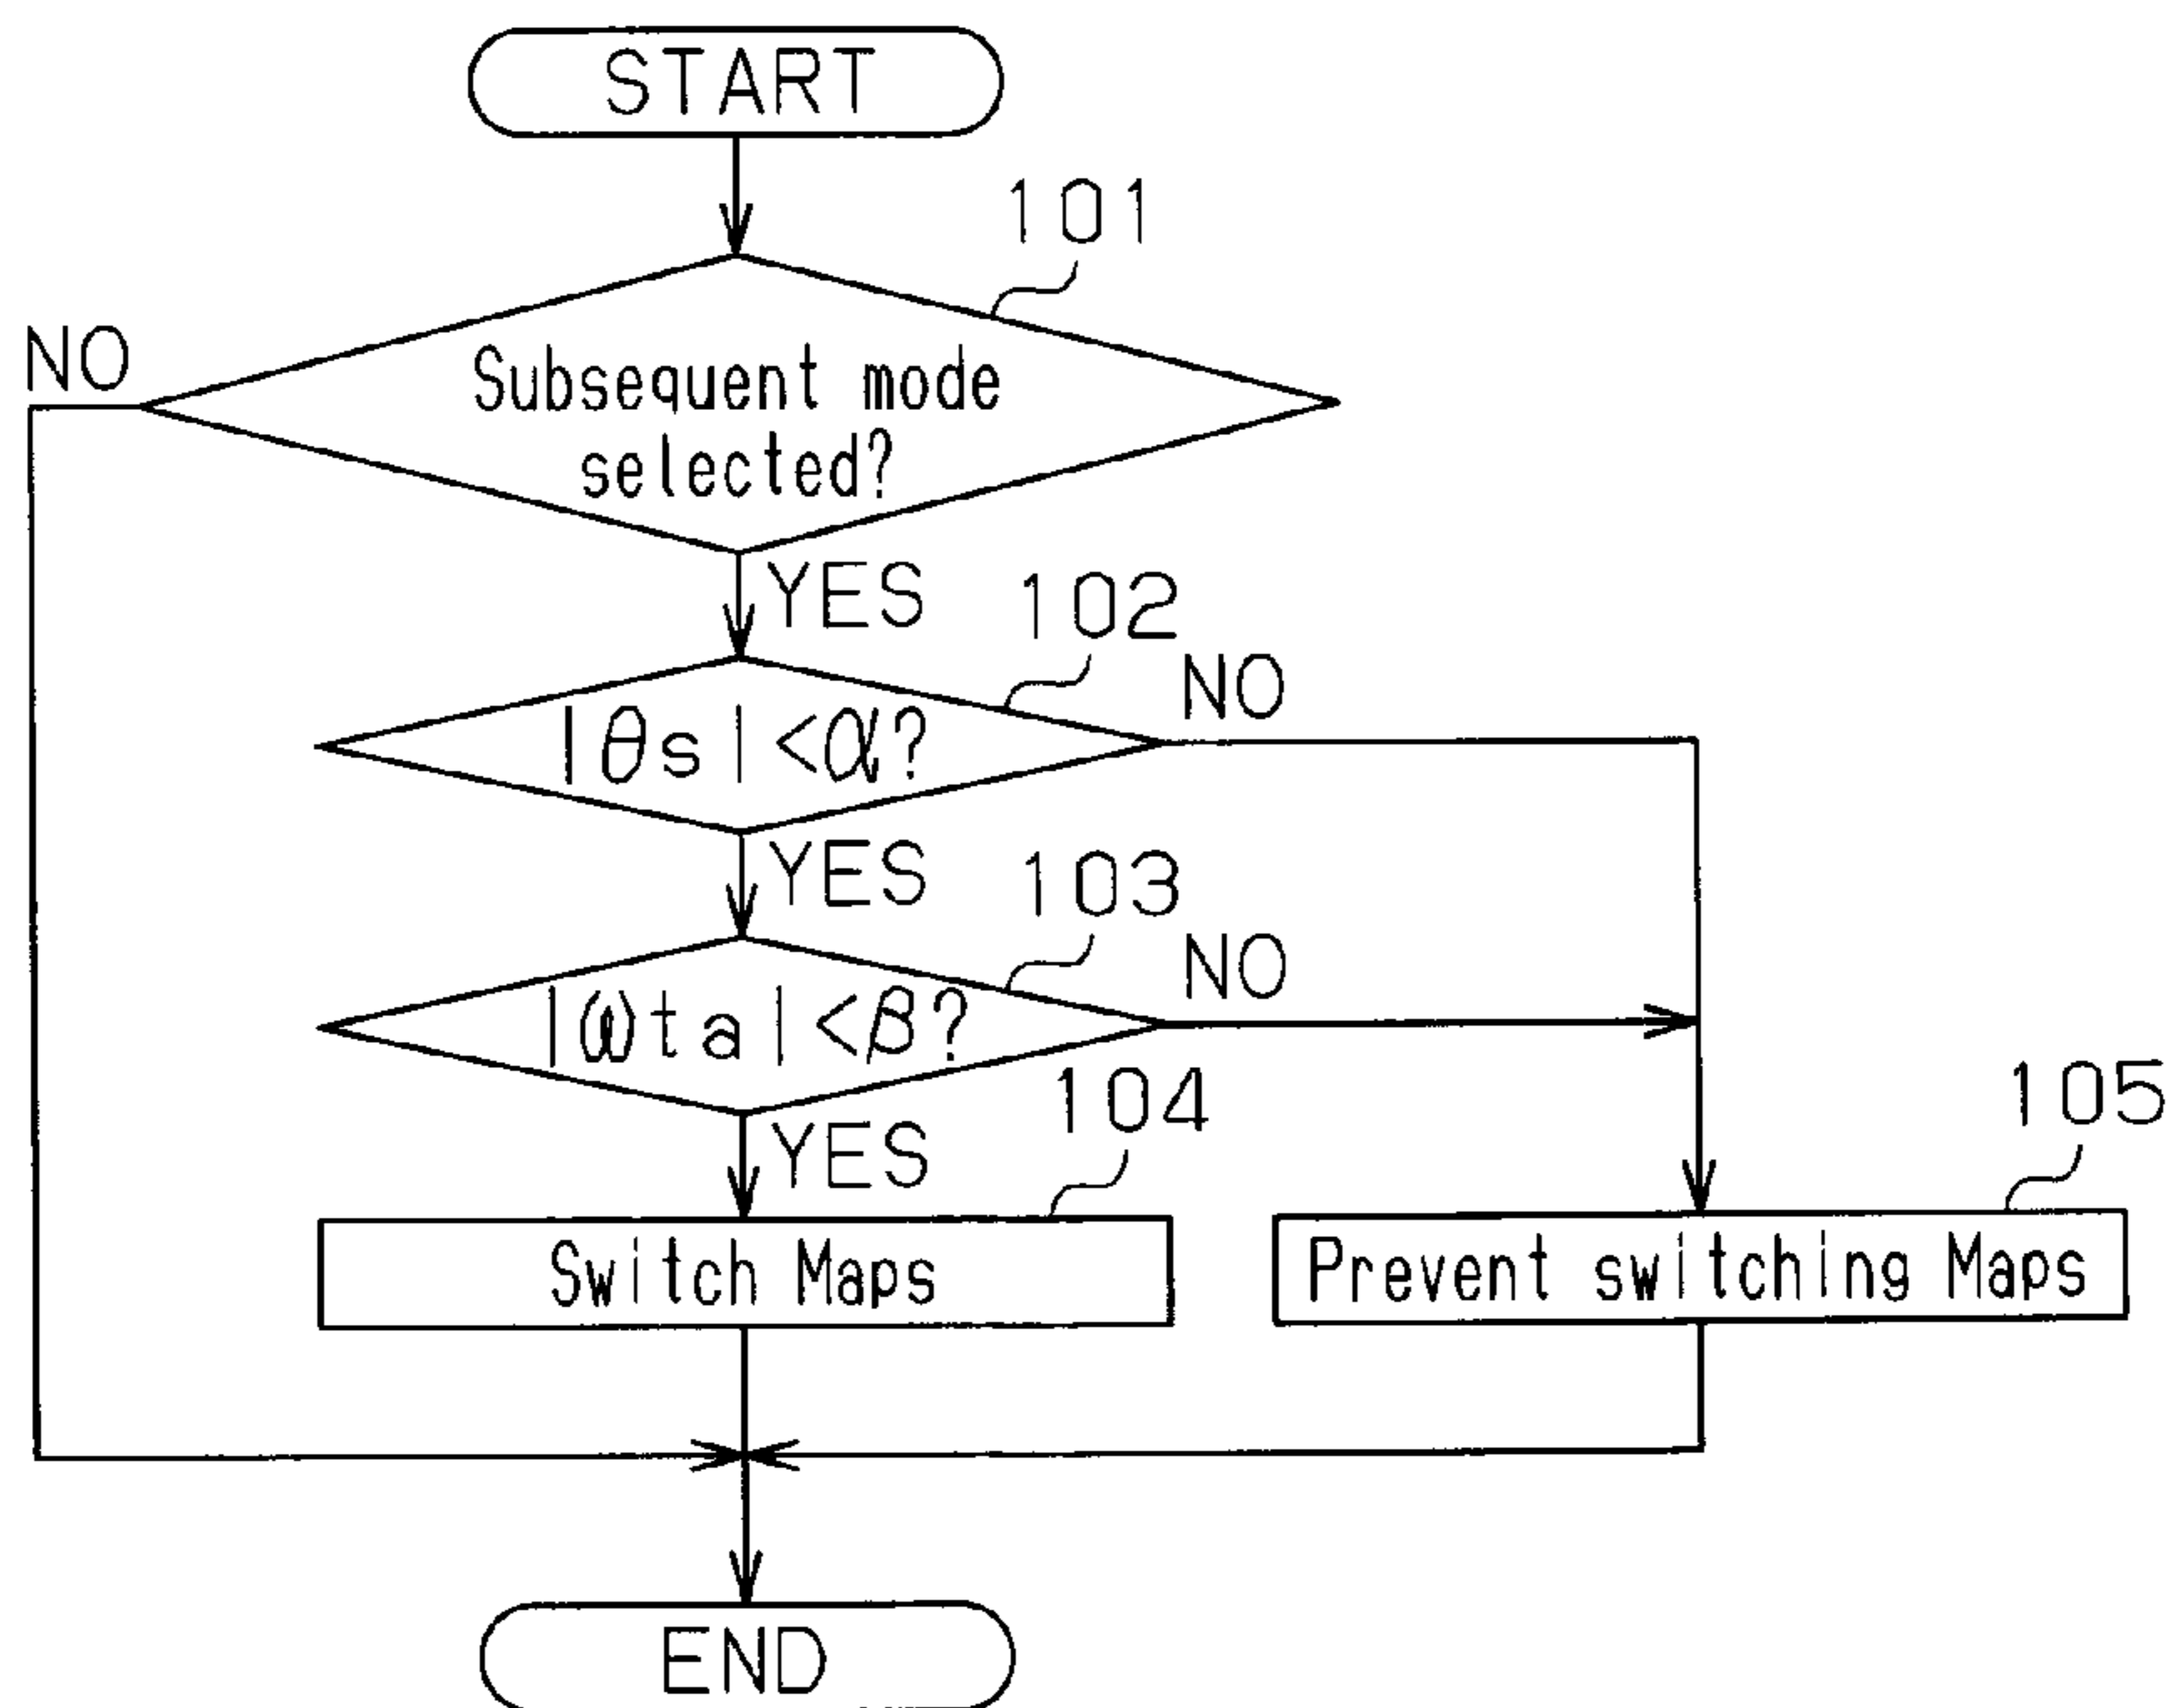 START
101
NO
Subsequent mode
selected?
YES
102
NO
|θs|<α?
YES
103
NO
|ωta|<β?
104
105
YES
Switch Maps
Prevent switching Maps
END